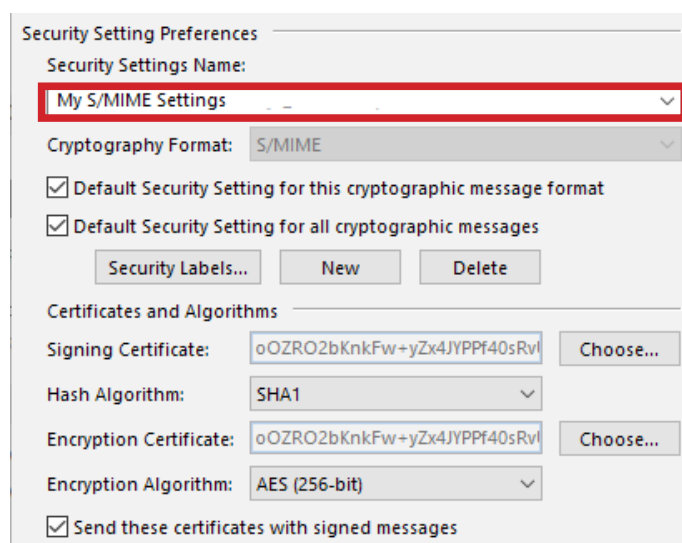 Security Setting Preferences
Security Settings Name:
My S/MIME Settings
Cryptography Format: S/MIME
Default Security Setting for this cryptographic message format
Default Security Setting for all cryptographic messages
Security Labels... New Delete
Certificates and Algorithms
Signing Certificate: oOZRO2bKnkFw+yZx4JYPPf40sRvl Choose...
Hash Algorithm: SHA1
Encryption Certificate: oOZRO2bKnkFw+yZx4JYPPf40sRvl Choose...
Encryption Algorithm: AES (256-bit)
Send these certificates with signed messages